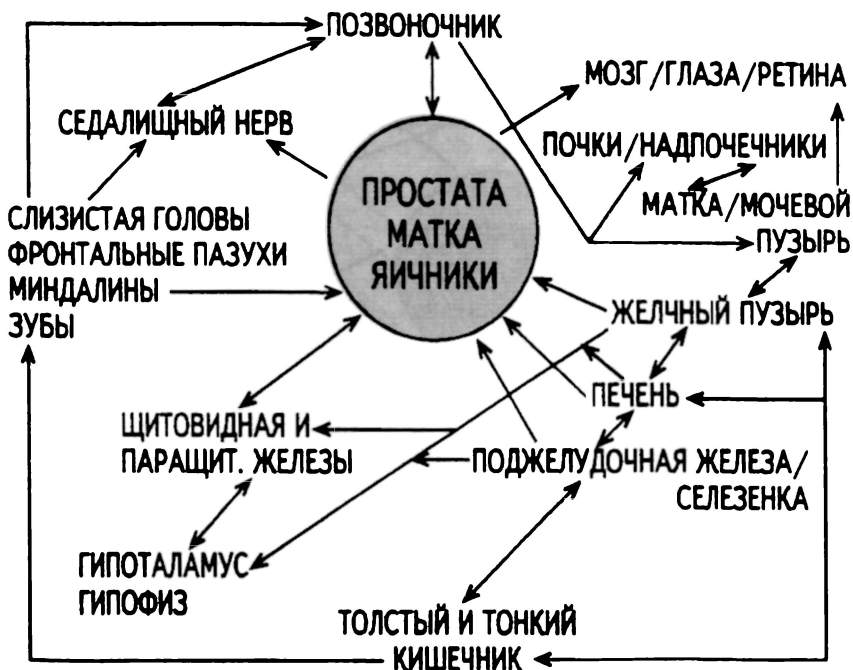 ПОЗВОНОЧНИК
МОЗГ/ГЛАЗА/РЕТИНА
СЕДАЛИЩНЫЙ НЕРВ
ПОЧКИ/НАДПОЧЕЧНИКИ
ПРОСТАТА
МАТКА
ЯИЧНИКИ
МАТКА/МОЧЕВОЙ
ПУЗЫРЬ
СЛИЗИСТАЯ ГОЛОВЫ
ФРОНТАЛЬНЫЕ ПАЗУХИ
МИНДАЛИНЫ
ЗУБЫ
ЖЕЛЧНЫЙ ПУЗЫРЬ
ПЕЧЕНЬ
ЩИТОВИДНАЯ И
ПАРАЩИТ. ЖЕЛЕЗЫ
ПОДЖЕЛУДОЧНАЯ ЖЕЛЕЗА/
СЕЛЕЗЕНКА
ГИПОТАЛАМУС
ГИПОФИЗ
ТОЛСТЫЙ И ТОНКИЙ
КИШЕЧНИК